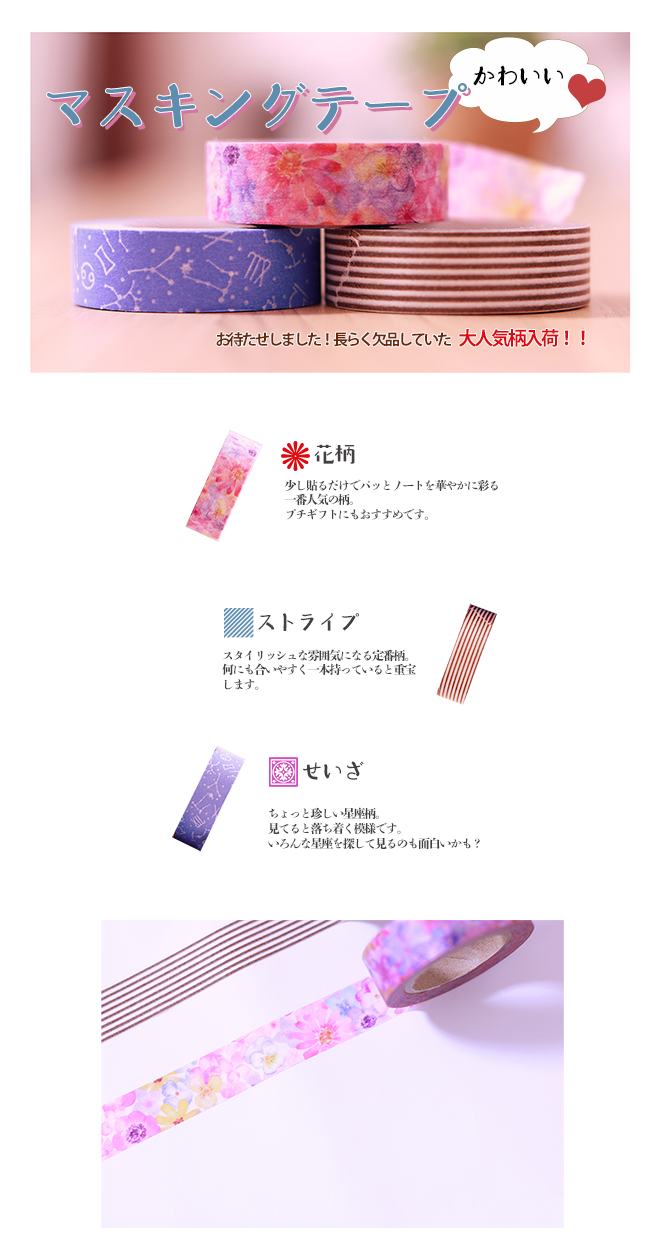 かわいい
マスキングテープ
お待たせしました！長らく欠品していた 大人気柄入荷！！
花柄
少し貼るだけでパッとノートを華やかに彩る
一番人気の柄。
プチギフトにもおすすめです。
ストライプ
スタイリッシュな雰囲気になる定番柄。
何にも合いやすく一本持っていると重宝
します。
せいざ
ちょっと珍しい星座柄。
見てると落ち着く模様です。
いろんな星座を探して見るのも面白いかも？